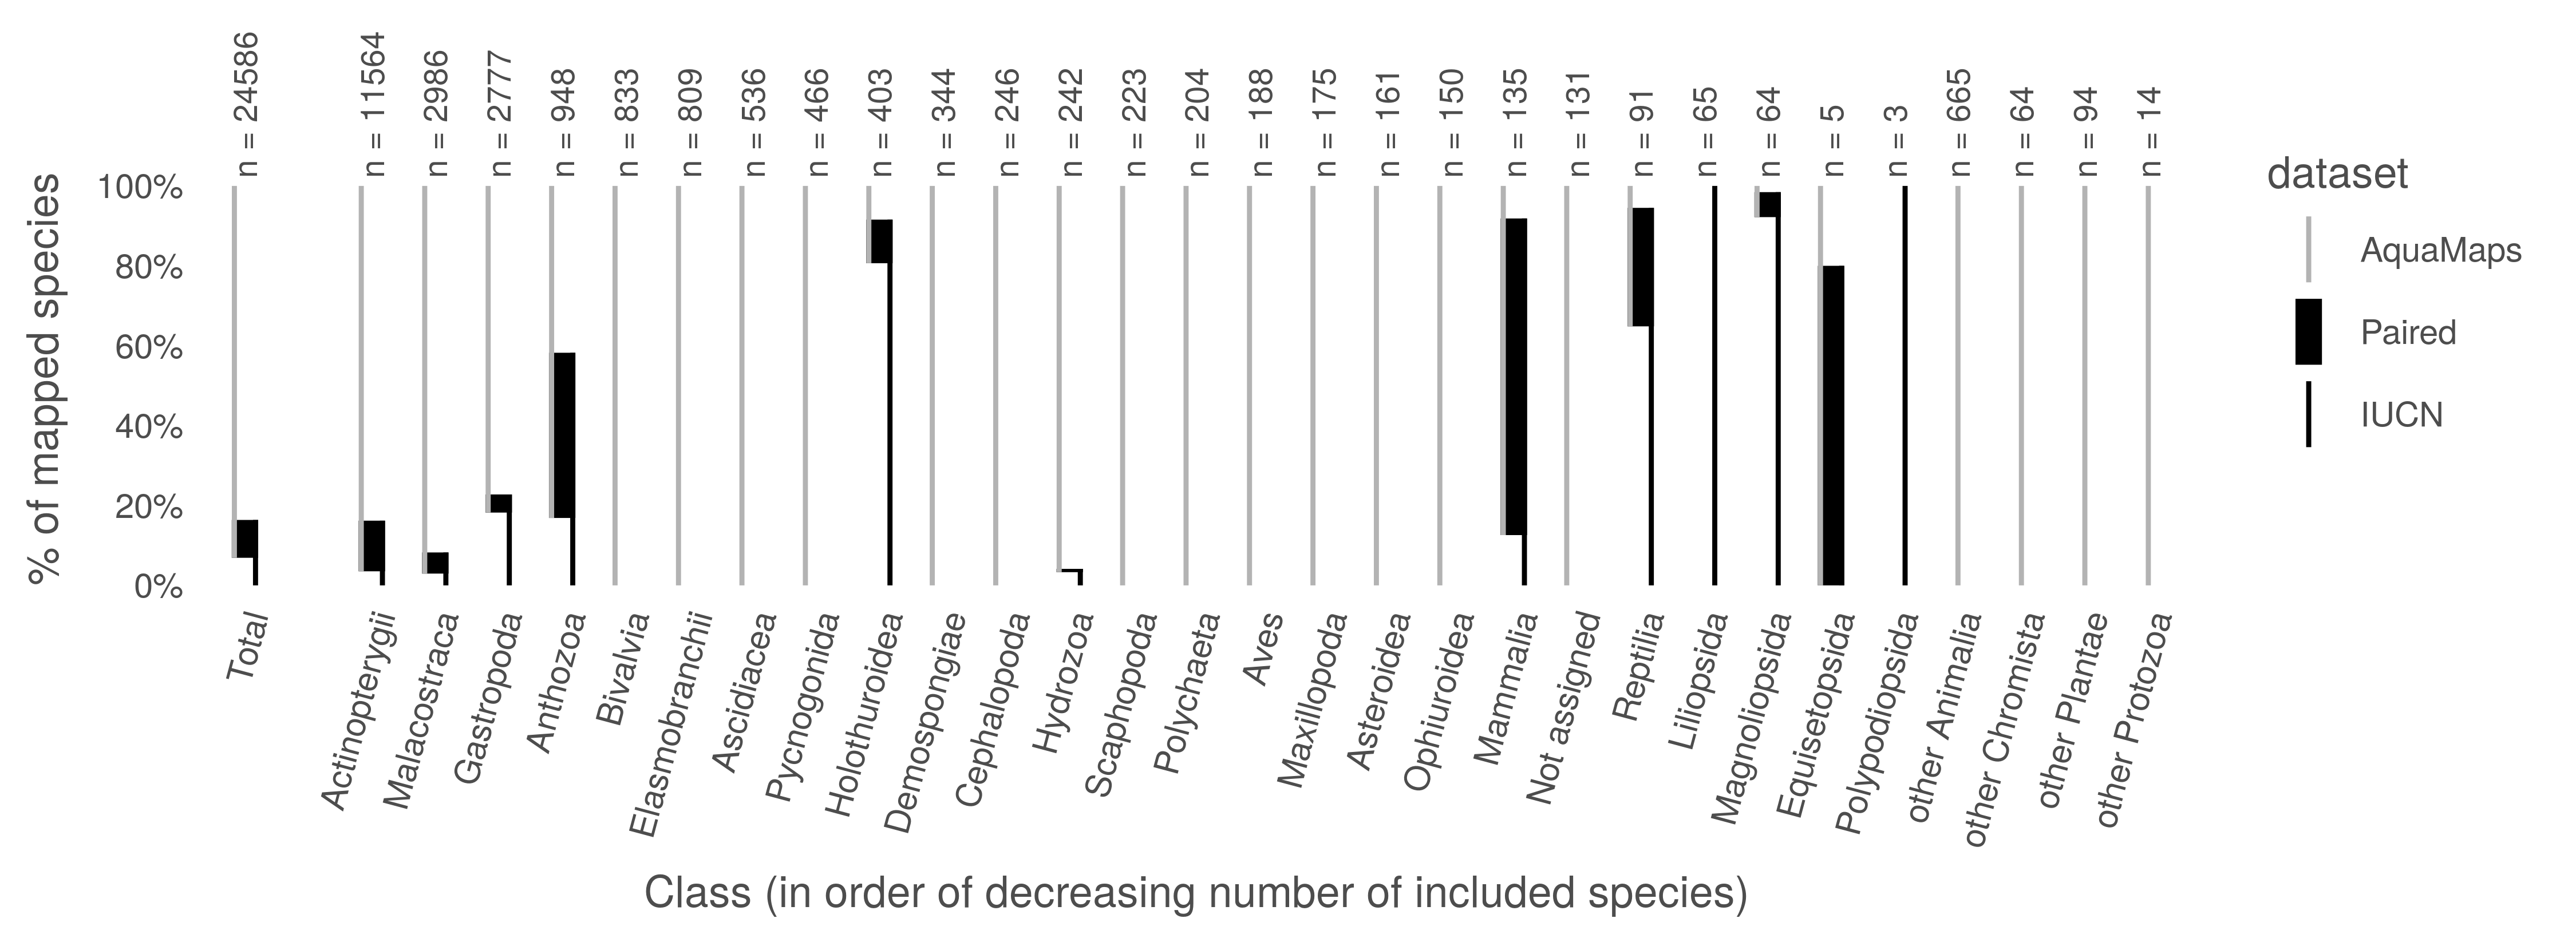 n = 24586
n = 11564
n = 2986
n = 2777
n = 948
n = 833
n = 809
n = 536
n = 466
n = 403
n = 344
n = 246
n = 242
n = 223
n = 204
n = 188
n = 175
n = 161
n = 150
n = 135
n = 131
n = 91
n = 65
n = 64
n = 5
n = 3
n = 665
n = 64
n = 94
n = 14
% of mapped species
100%
80%
60%
40%
20%
0%
Total
Actinopterygii
Malacostraca
Gastropoda
Anthozoa
Bivalvia
Elasmobranchii
Ascidiacea
Pycnogonida
Holothuroidea
Demospongiae
Cephalopoda
Hydrozoa
Scaphopoda
Polychaeta
Aves
Maxillopoda
Asteroidea
Ophiuroidea
Mammalia
Not assigned
Reptilia
Liliopsida
Magnoliopsida
Equisetopsida
Polypodiopsida
other Animalia
other Chromista
other Plantae
other Protozoa
Class (in order of decreasing number of included species)
dataset
AquaMaps
Paired
IUCN